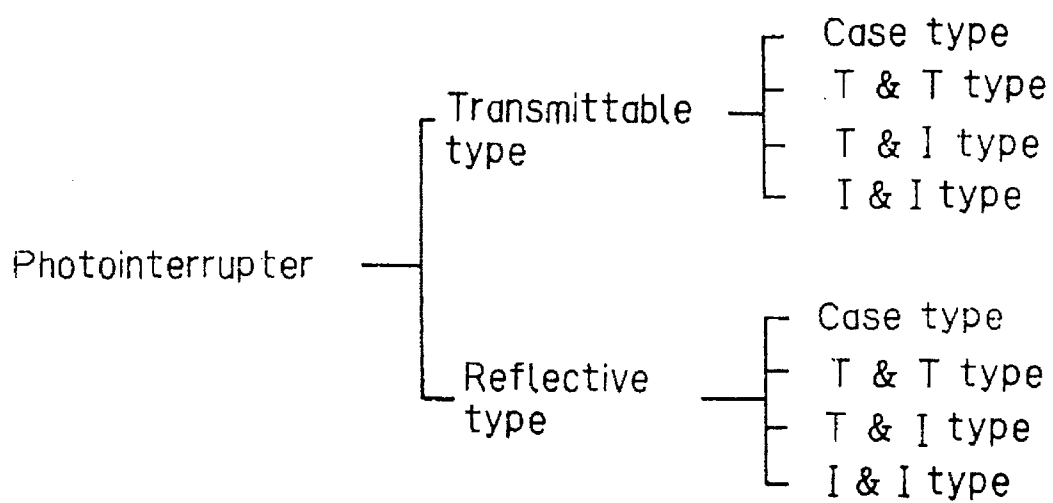 Photointerrupter
Transmittable
type
Case type
T & T type
T & I type
I & I type
Reflective
type
Case type
T & T type
T & I type
I & I type